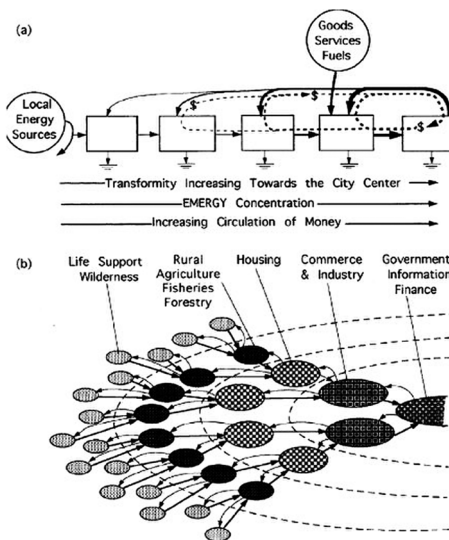 (a)
Goods
Services
Fuels
Local
Energy
Sources
$
$
$
Transformity Increasing Towards the City Center
EMERGY Concentration
Increasing Circulation of Money
(b)
Life Support
Wilderness
Rural
Agriculture
Fisheries
Forestry
Housing
Commerce
& Industry
Government
Information
Finance